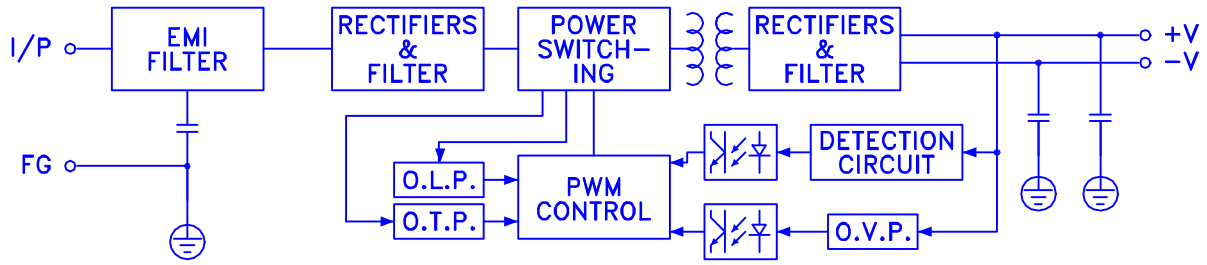 I/P
EMI
FILTER
RECTIFIERS
&
FILTER
POWER
SWITCH-
ING
RECTIFIERS
&
FILTER
+V
-V
FG
O.L.P.
O.T.P.
PWM
CONTROL
DETECTION
CIRCUIT
O.V.P.